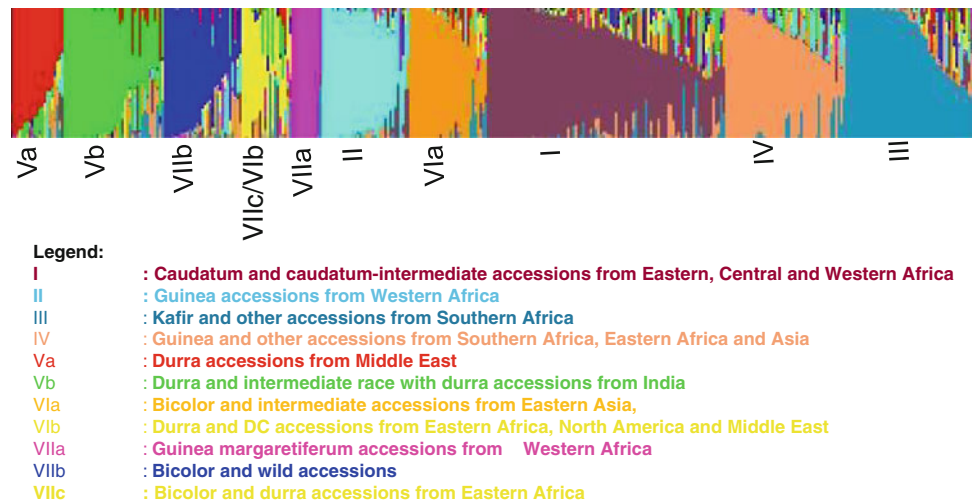 Va Vb VIIb VIIc/VIb VIIa II VIa I IV III
Legend:
I : Caudatum and caudatum-intermediate accessions from Eastern, Central and Western Africa
II : Guinea accessions from Western Africa
III : Kafir and other accessions from Southern Africa
IV : Guinea and other accessions from Southern Africa, Eastern Africa and Asia
Va : Durra accessions from Middle East
Vb : Durra and intermediate race with durra accessions from India
VIa : Bicolor and intermediate accessions from Eastern Asia,
VIb : Durra and DC accessions from Eastern Africa, North America and Middle East
VIIa : Guinea margaretiferum accessions from Western Africa
VIIb : Bicolor and wild accessions
VIIc : Bicolor and durra accessions from Eastern Africa